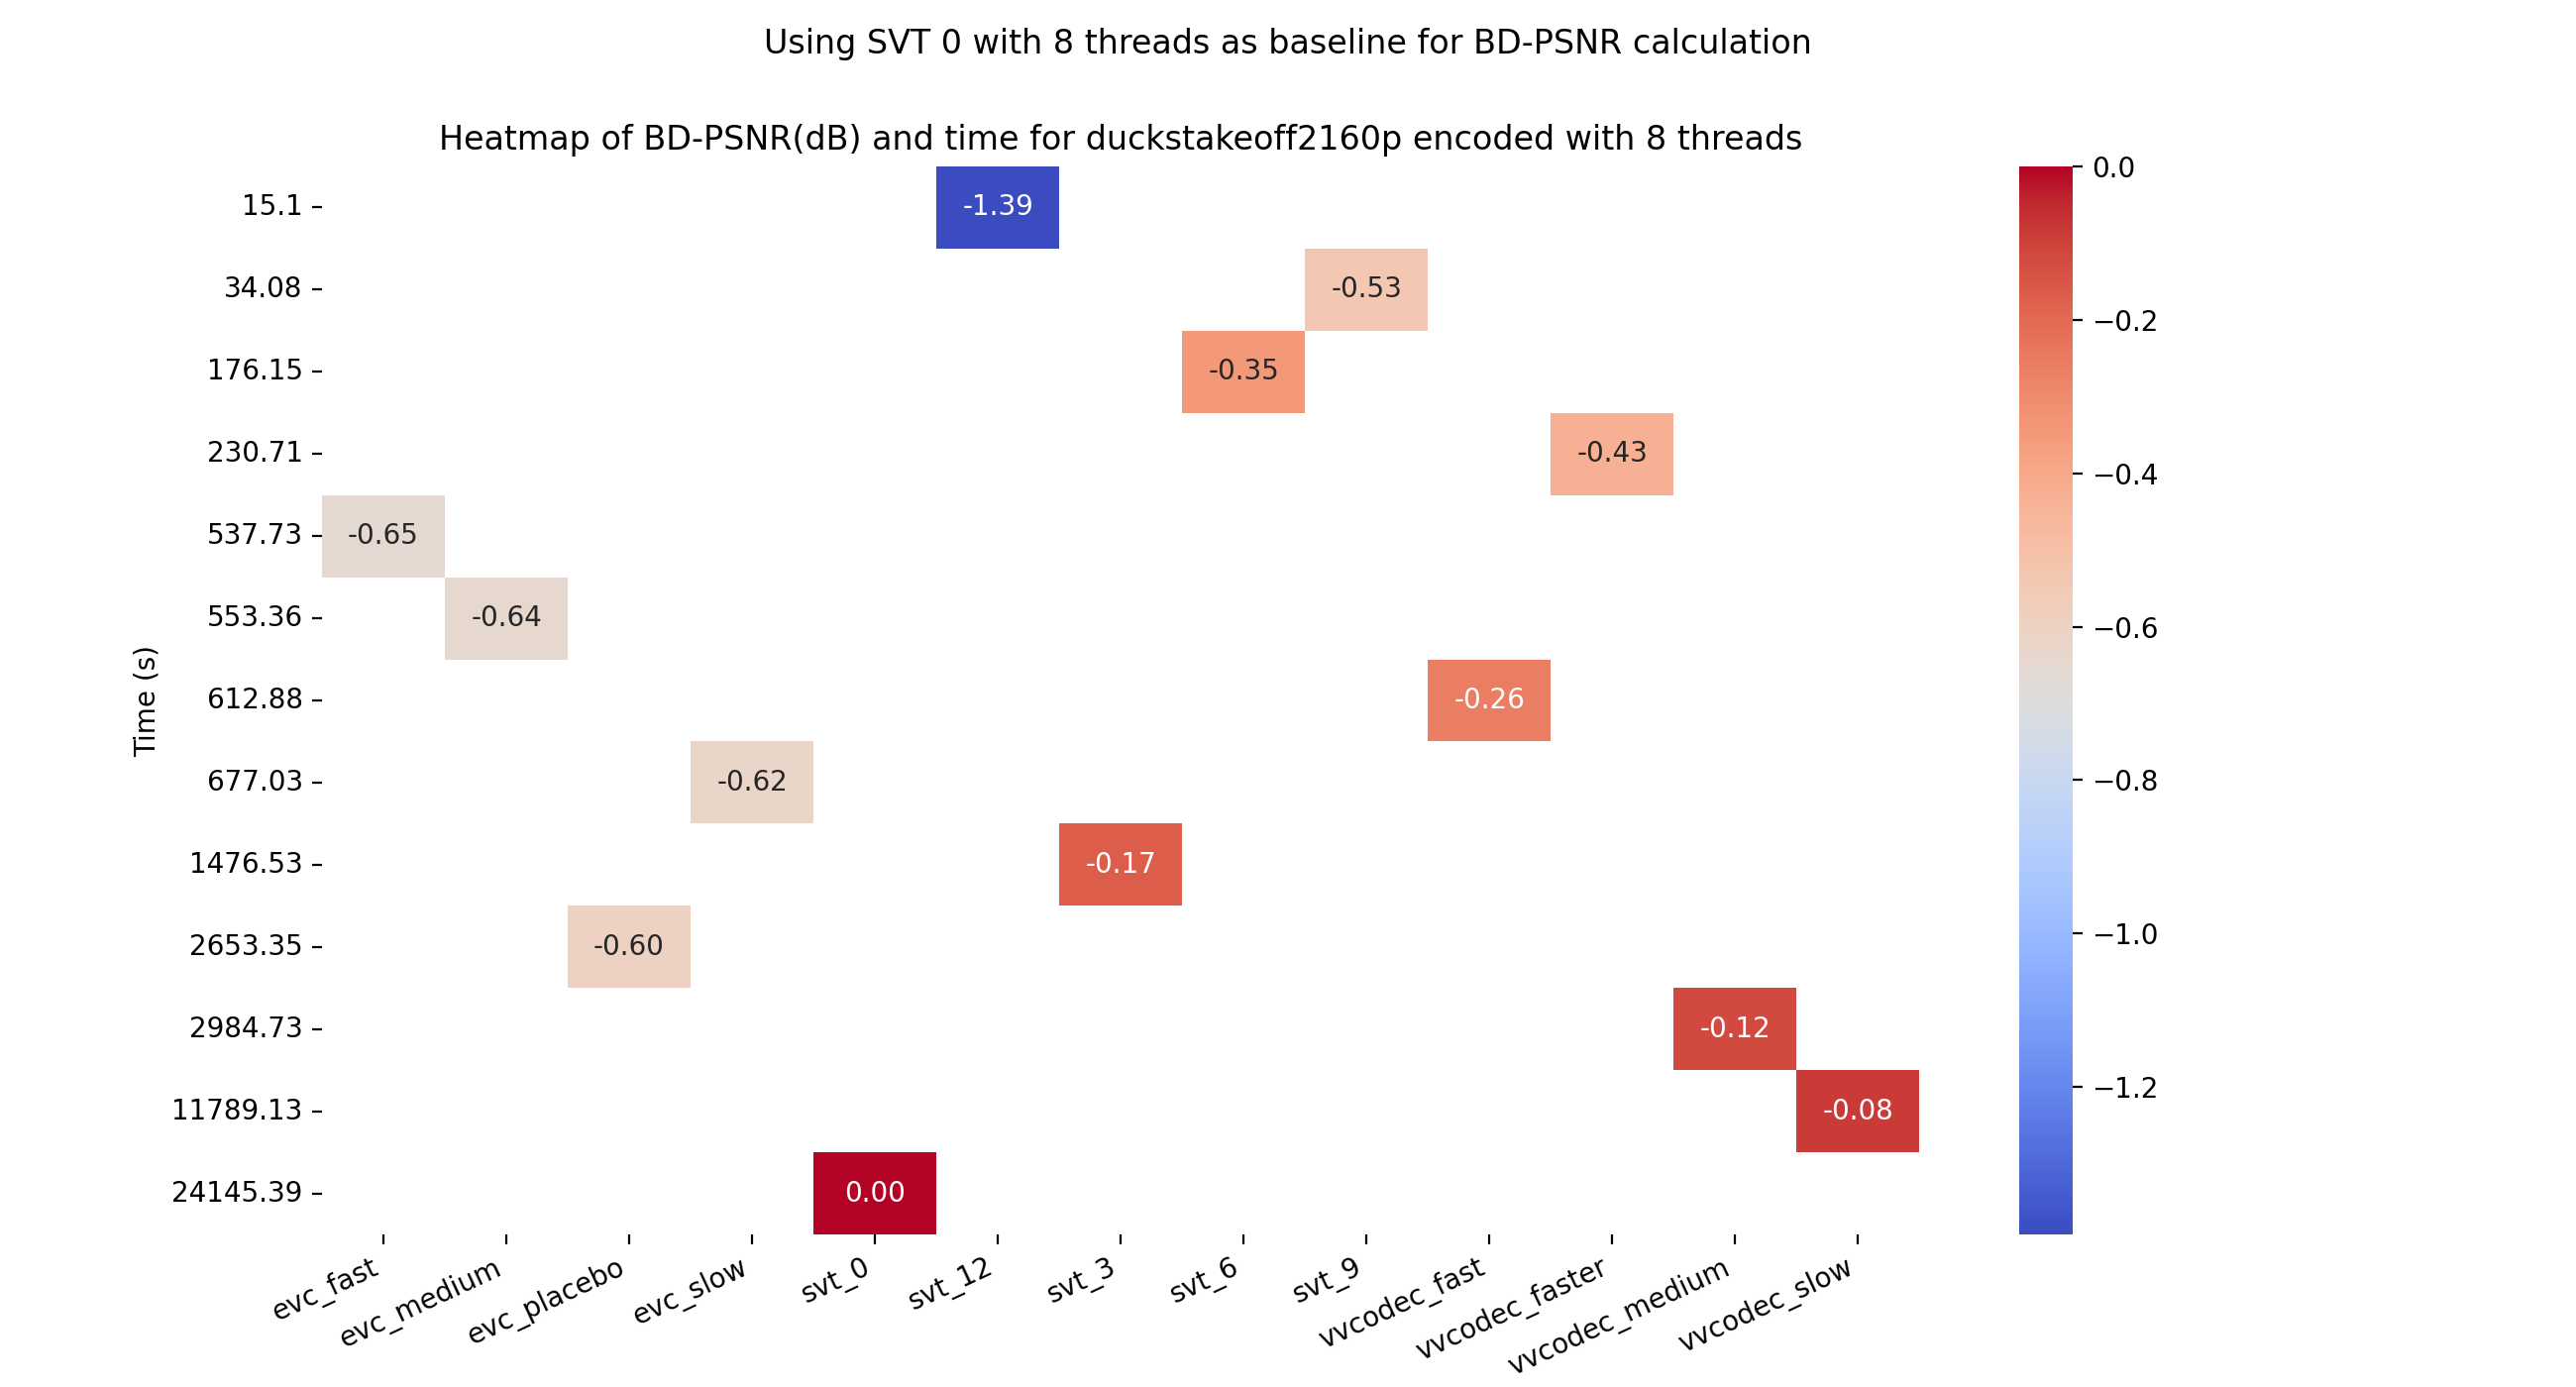 Using SVT 0 with 8 threads as baseline for BD-PSNR calculation
Heatmap of BD-PSNR(dB) and time for duckstakeoff2160p encoded with 8 threads
Time (s)
15.1
34.08
176.15
230.71
537.73
553.36
612.88
677.03
1476.53
2653.35
2984.73
11789.13
24145.39
-1.39
-0.53
-0.35
-0.43
-0.65
-0.64
-0.26
-0.62
-0.17
-0.60
-0.12
-0.08
0.00
evc_fast
evc_medium
evc_placebo
evc_slow
svt_0
svt_12
svt_3
svt_6
svt_9
vvcodec_fast
vvcodec_faster
vvcodec_medium
vvcodec_slow
0.0
−0.2
−0.4
−0.6
−0.8
−1.0
−1.2